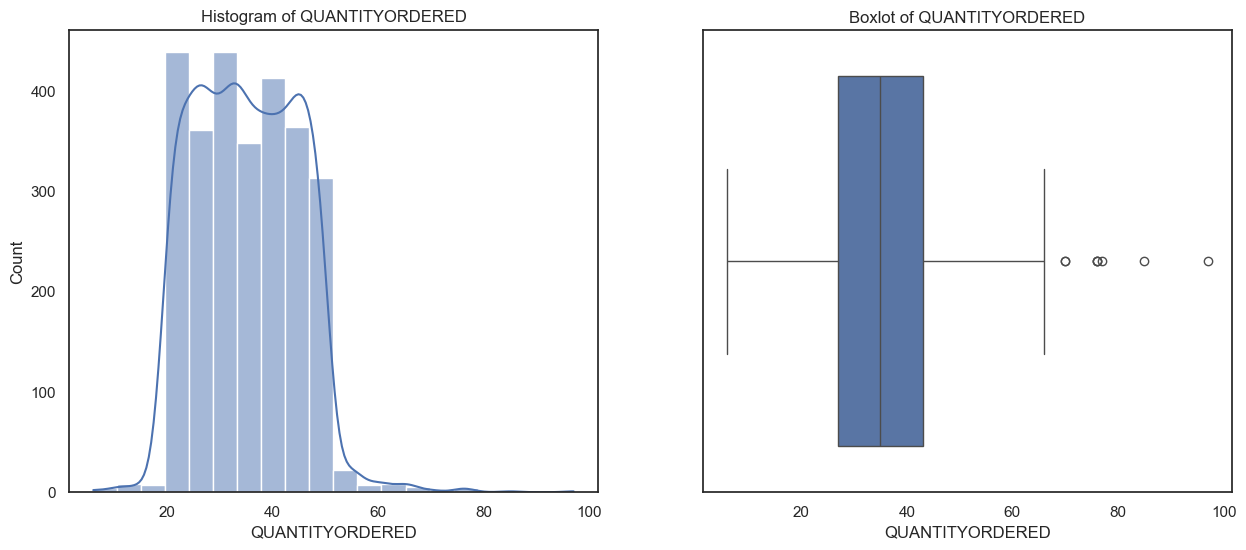 Histogram of QUANTITYORDERED
Count
400
300
200
100
0
20 40 60 80 100
QUANTITYORDERED
Boxlot of QUANTITYORDERED
20 40 60 80 100
QUANTITYORDERED